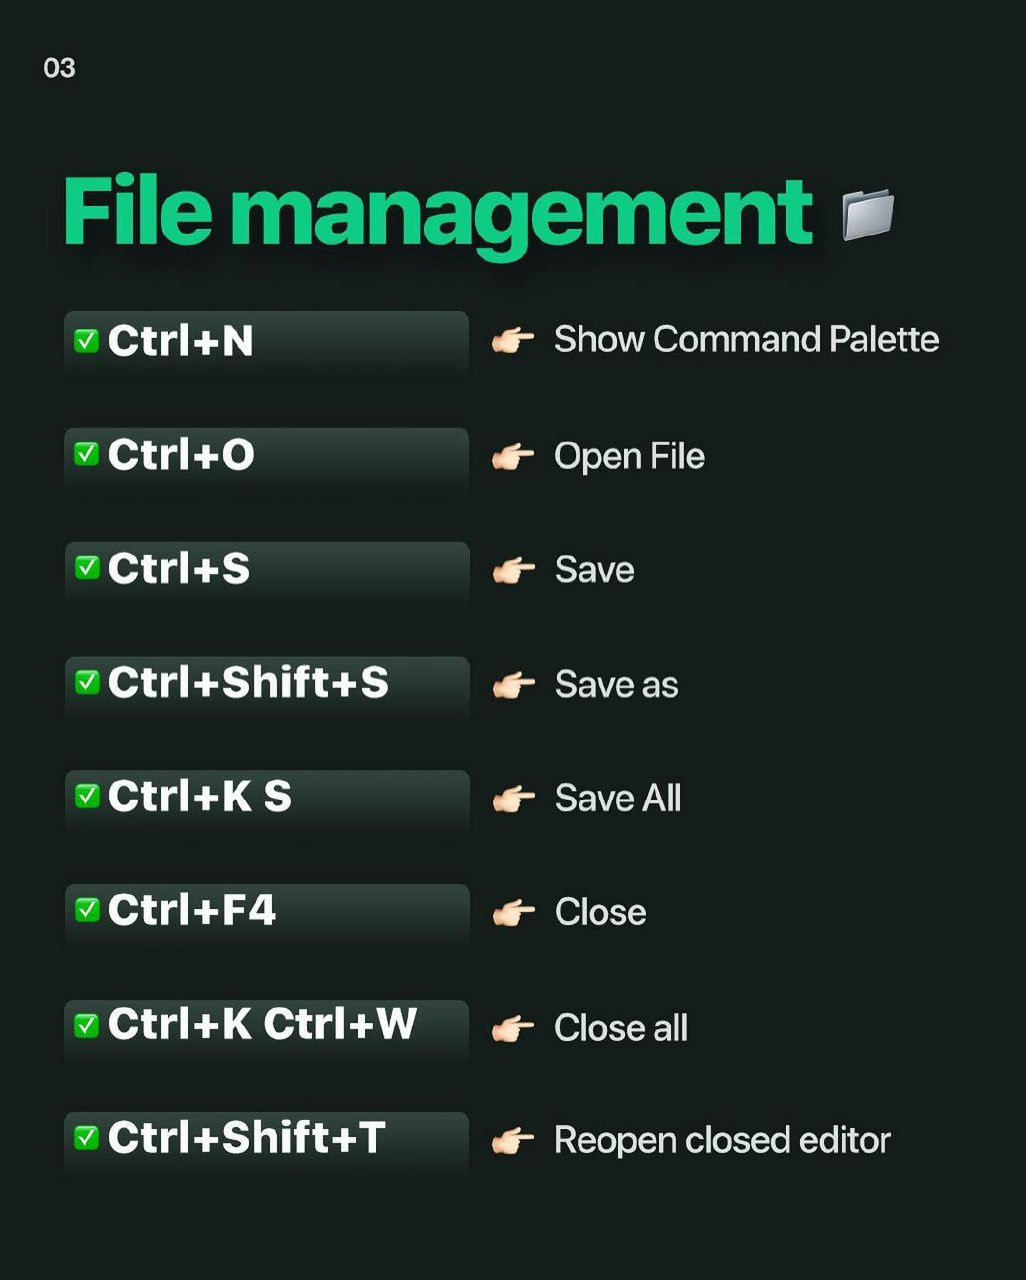 03
File management
Ctrl+N Show Command Palette
Ctrl+O Open File
Ctrl+S Save
Ctrl+Shift+S Save as
Ctrl+K S Save All
Ctrl+F4 Close
Ctrl+K Ctrl+W Close all
Ctrl+Shift+T Reopen closed editor